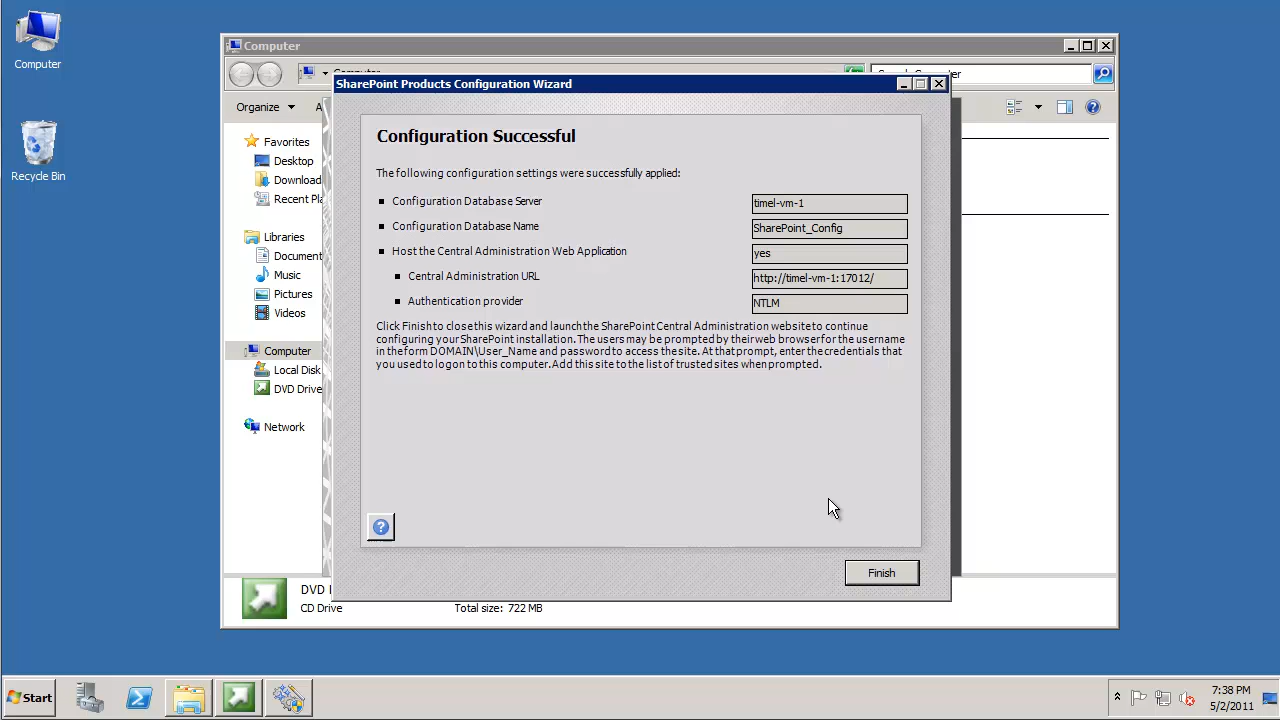 Computer
Recycle Bin
Computer
Computer
SharePoint Products Configuration Wizard
Organize
Favorites
Desktop
Download
Recent Pla
Libraries
Document
Music
Pictures
Videos
Computer
Local Disk
DVD Drive
Network
Configuration Successful
The following configuration settings were successfully applied:
Configuration Database Server
timel-vm-1
Configuration Database Name
SharePoint_Config
Host the Central Administration Web Application
yes
Central Administration URL
http://timel-vm-1:17012/
Authentication provider
NTLM
Click Finish to close this wizard and launch the SharePoint Central Administration website to continue
configuring your SharePoint installation. The users may be prompted by their web browser for the username
in the form DOMAIN\User_Name and password to access the site. At that prompt, enter the credentials that
you used to logon to this computer. Add this site to the list of trusted sites when prompted.
Finish
DVD
CD Drive
Total size: 722 MB
Start
7:38 PM
5/2/2011